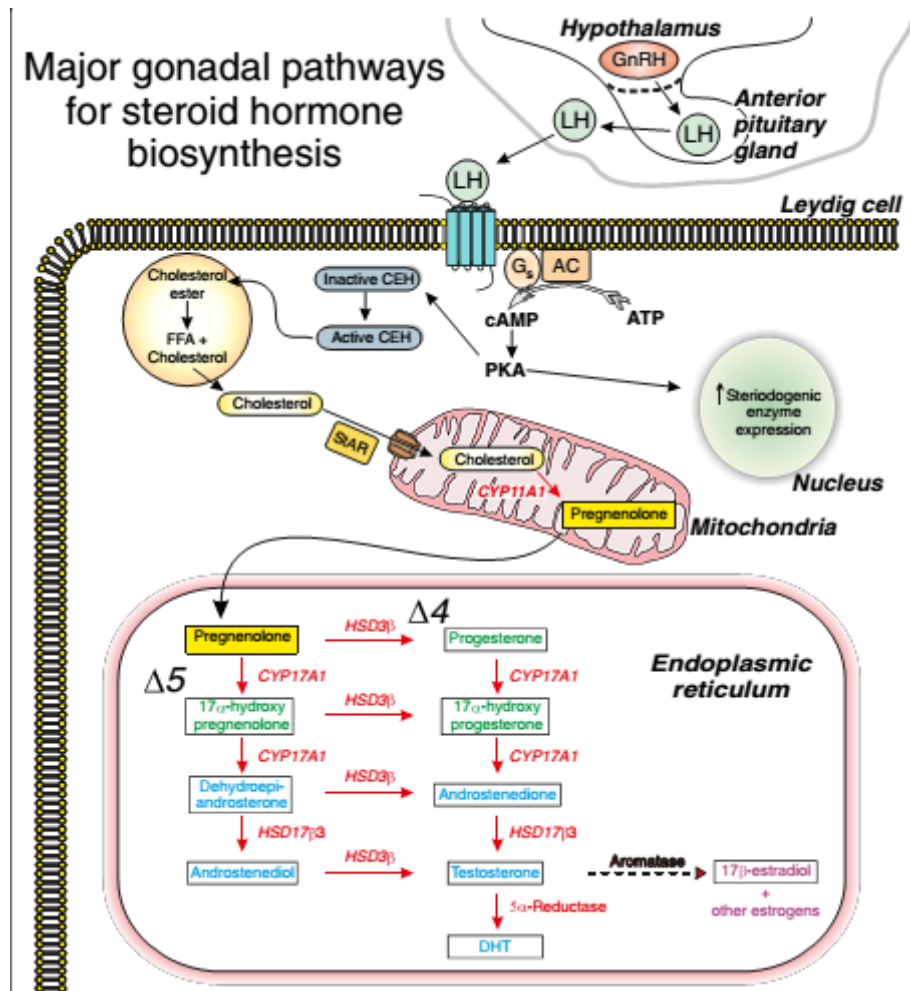 Major gonadal pathways
for steroid hormone
biosynthesis
Hypothalamus
GnRH
LH
LH
Anterior
pituitary
gland
LH
Leydig cell
Cholesterol
ester
FFA +
Cholesterol
Inactive CEH
Active CEH
Gs
AC
cAMP
ATP
PKA
Steriodogenic
enzyme
expression
Nucleus
Cholesterol
StAR
Cholesterol
CYP11A1
Pregnenolone
Mitochondria
Δ4
Pregnenolone
HSD3β
Progesterone
Endoplasmic
reticulum
Δ5
CYP17A1
CYP17A1
17α-hydroxy
pregnenolone
HSD3β
17α-hydroxy
progesterone
CYP17A1
CYP17A1
Dehydroepi-
androsterone
HSD3β
Androstenedione
HSD17β3
HSD17β3
Androstenediol
HSD3β
Testosterone
Aromatase
17β-estradiol
+
other estrogens
5α-Reductase
DHT